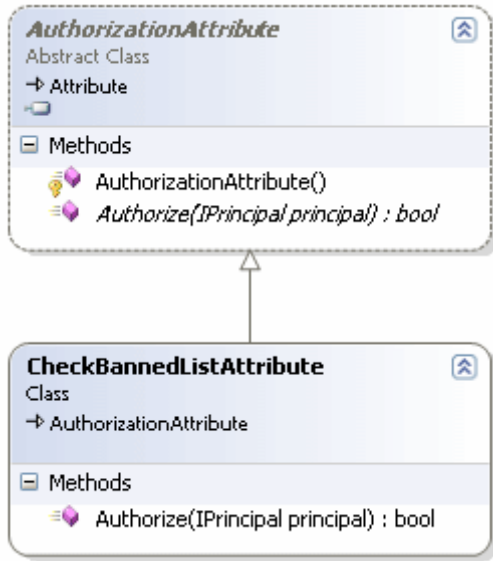 AuthorizationAttribute
Abstract Class
Attribute
Methods
AuthorizationAttribute()
Authorize(IPrincipal principal) : bool
CheckBannedListAttribute
Class
AuthorizationAttribute
Methods
Authorize(IPrincipal principal) : bool